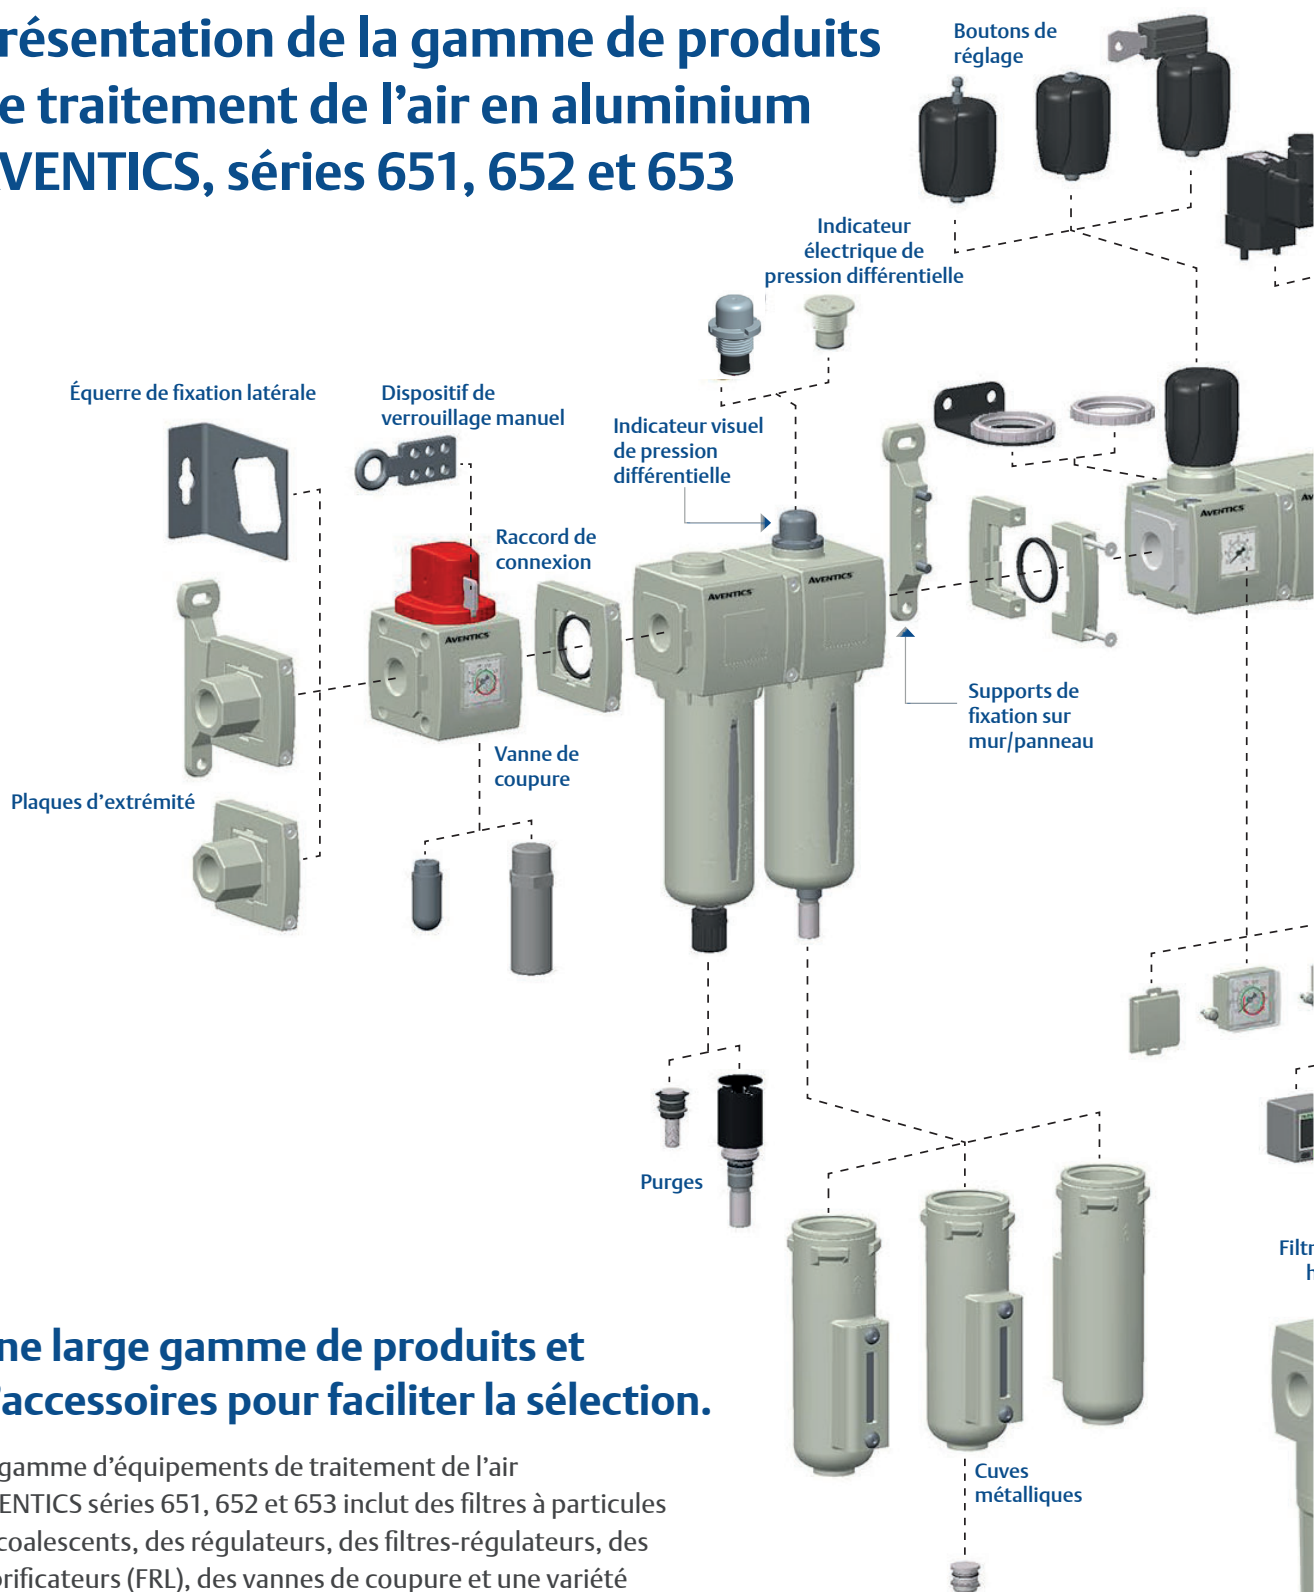 résentation de la gamme de produits
e traitement de l'air en aluminium
VENTICS, séries 651, 652 et 653
Boutons de
réglage
Indicateur
électrique de
pression différentielle
Équerre de fixation latérale
Dispositif de
verrouillage manuel
Indicateur visuel
de pression
différentielle
Raccord de
connexion
AVENTICS
AVENTICS
AVENTICS
AVENTICS
AV
Supports de
fixation sur
mur/panneau
Vanne de
coupure
Plaques d'extrémité
Purges
Filtr
h
Cuves
métalliques
ne large gamme de produits et
'accessoires pour faciliter la sélection.
gamme d'équipements de traitement de l'air
ENTICS séries 651, 652 et 653 inclut des filtres à particules
coalescents, des régulateurs, des filtres-régulateurs, des
rificateurs (FRL), des vannes de coupure et une variété